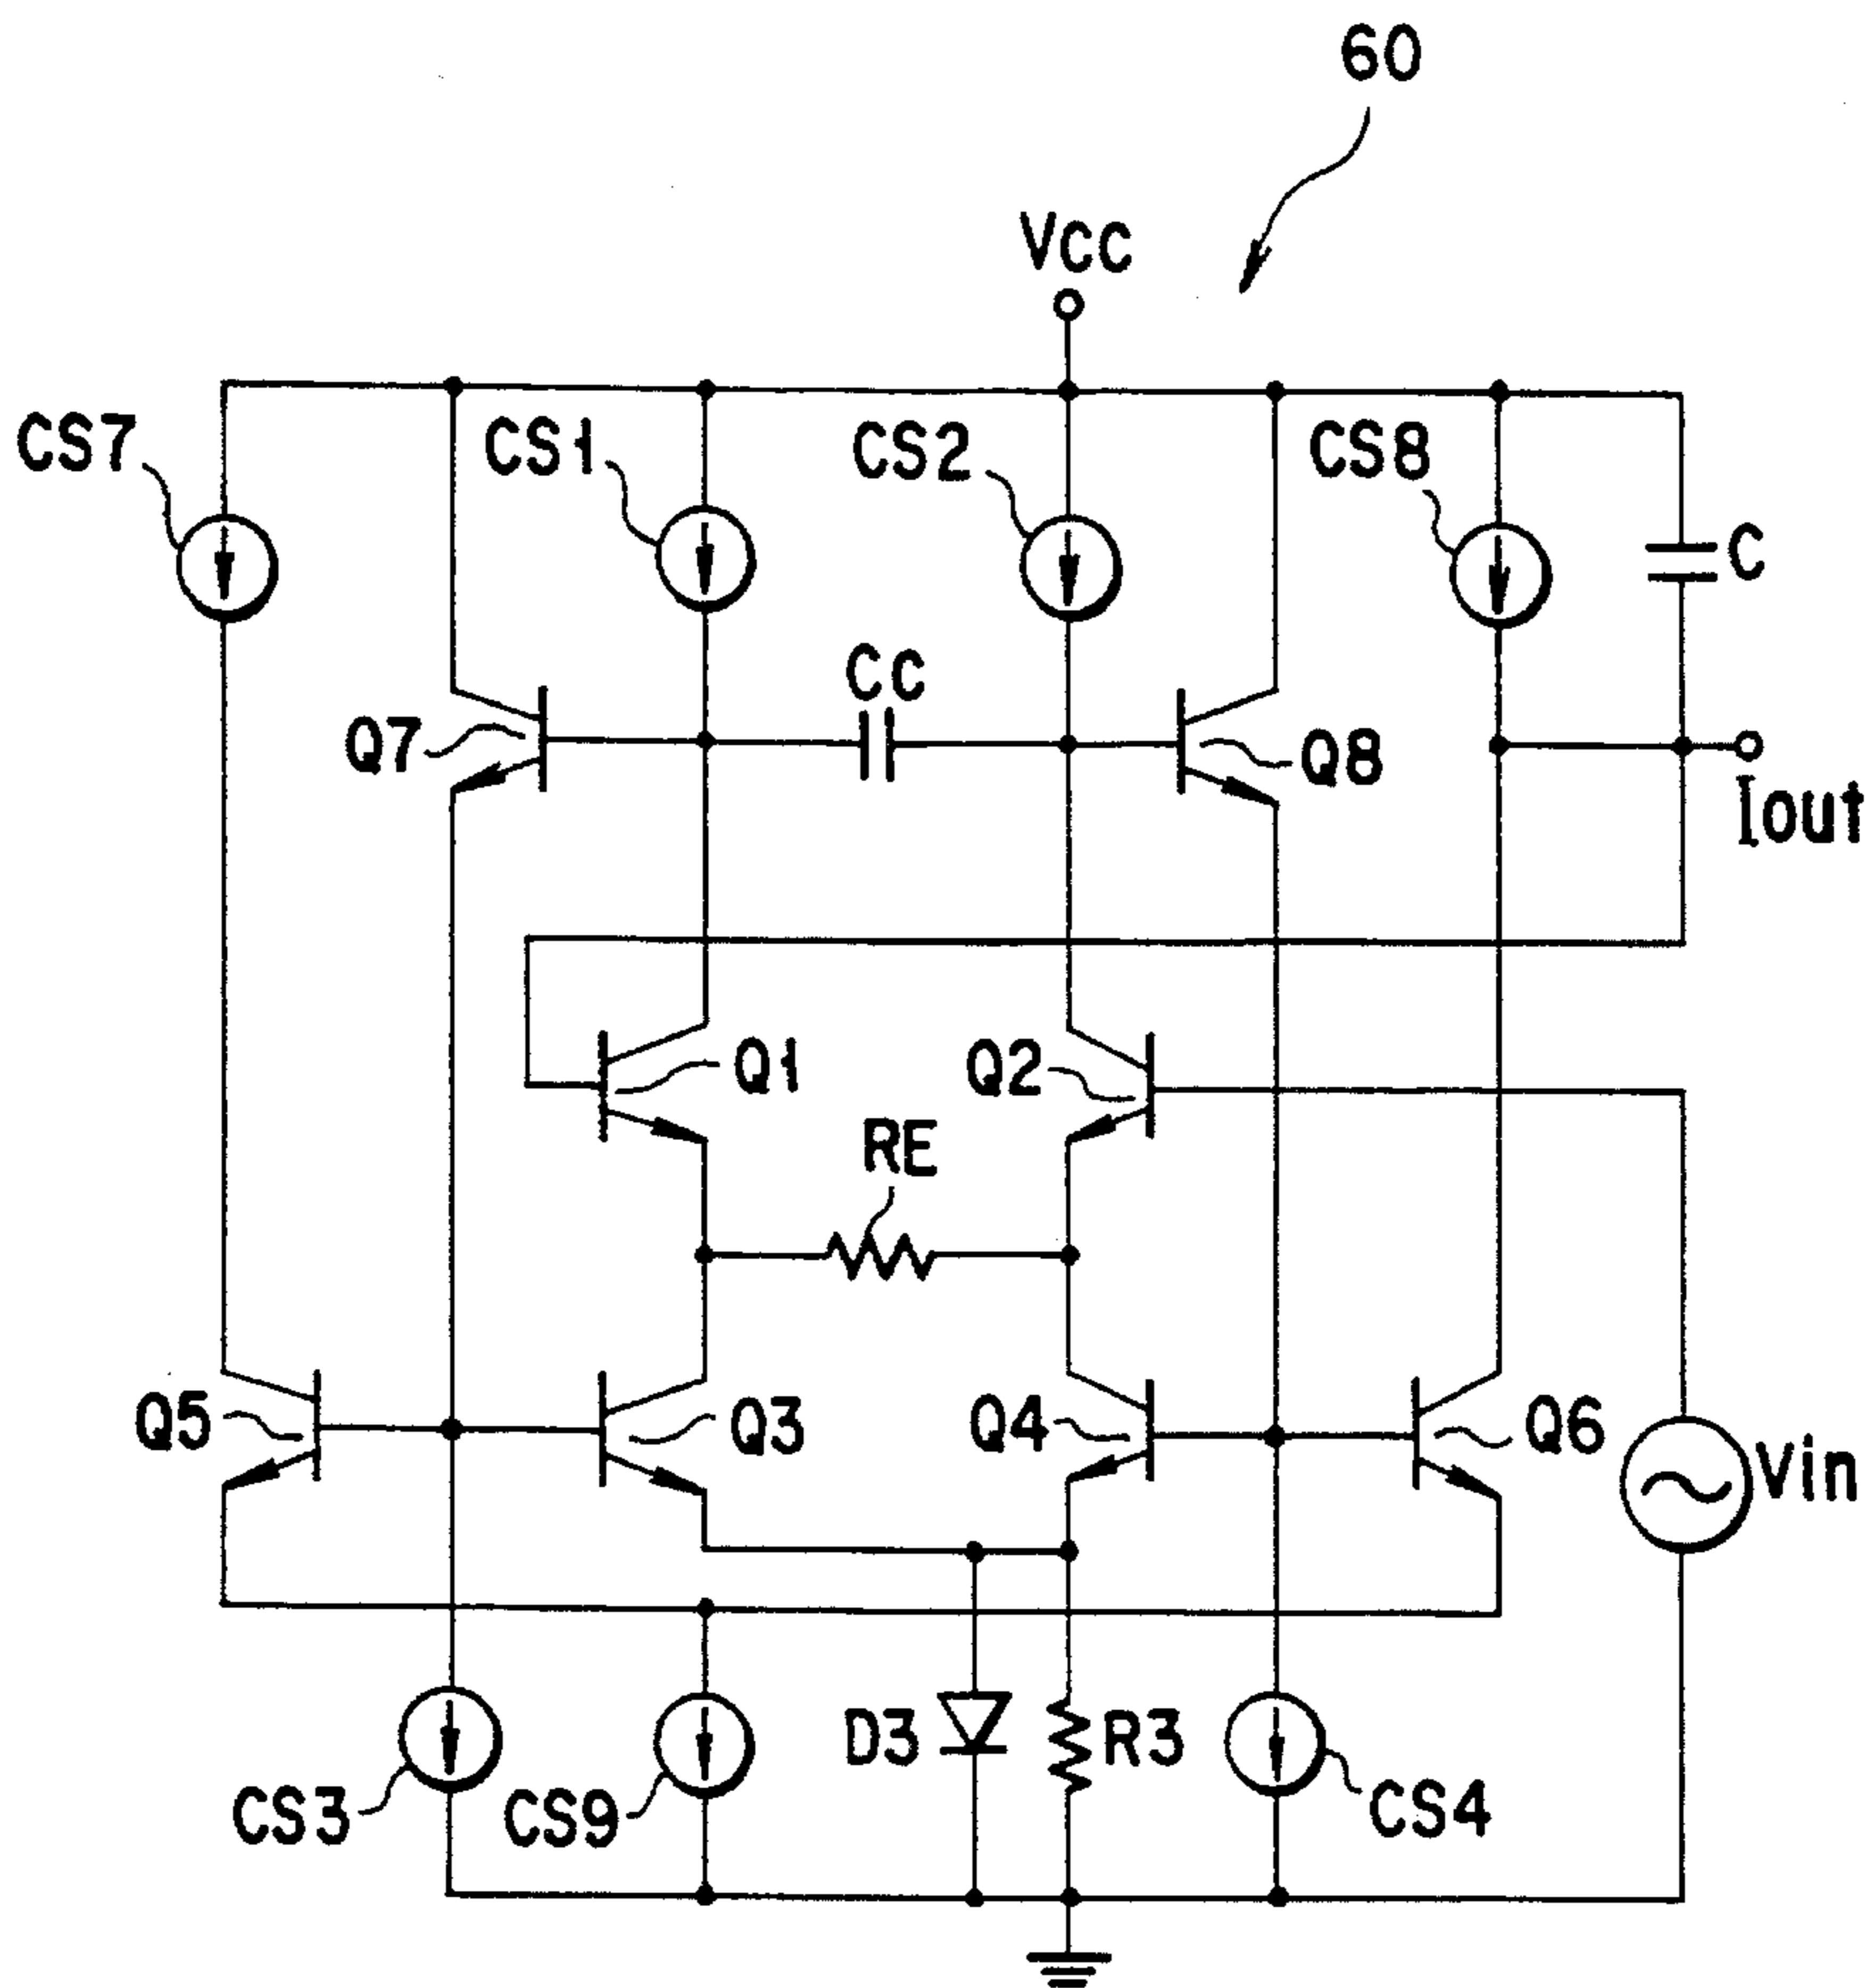 60
VCC
CS7
CS1
CS2
CS8
C
Cc
Q7
Q8
Iout
Q1
Q2
RE
Q5
Q3
Q4
Q6
Vin
D3
R3
CS3
CS9
CS4